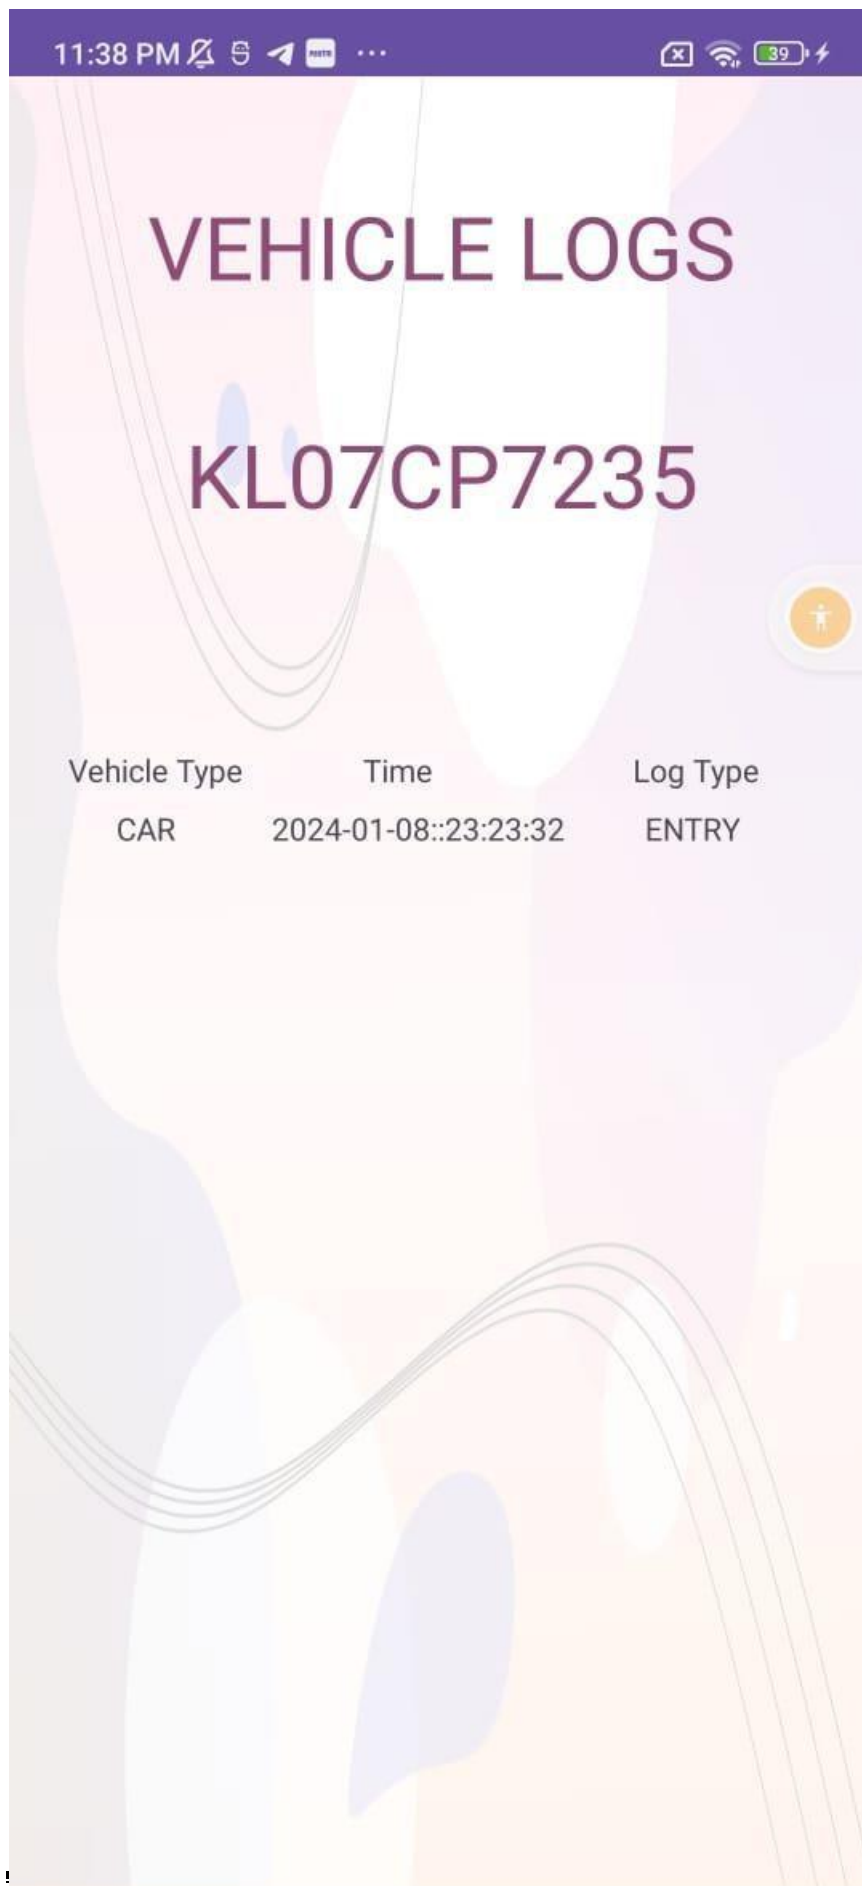 11:38 PM 39
VEHICLE LOGS
KL07CP7235
Vehicle Type Time Log Type
CAR 2024-01-08::23:23:32 ENTRY